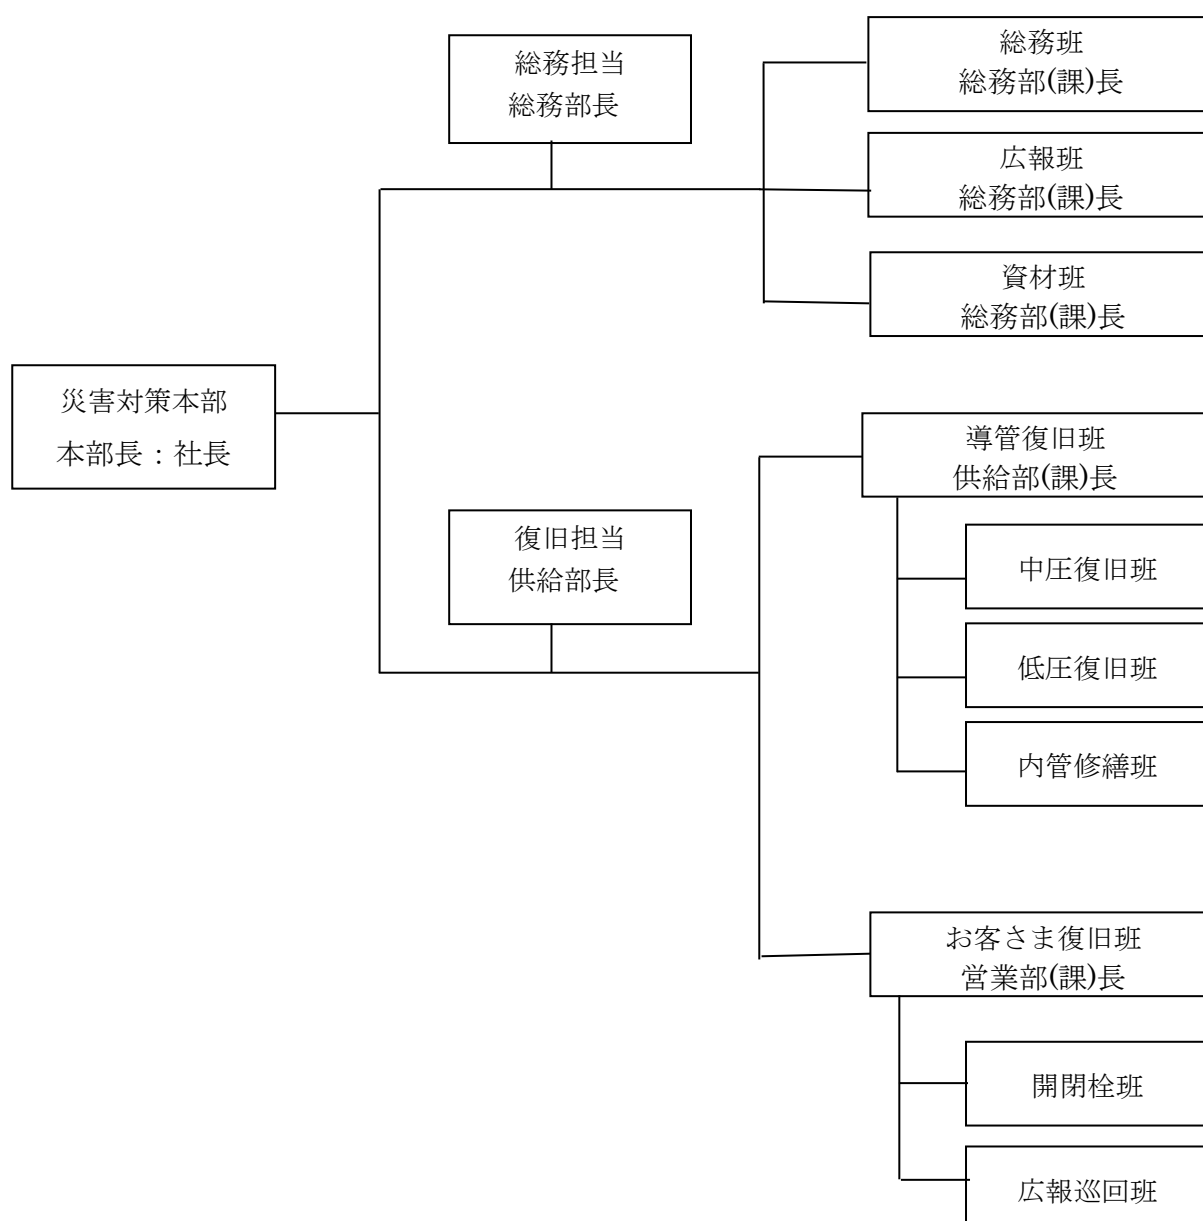 総務担当
総務部長
総務班
総務部(課)長
広報班
総務部(課)長
資材班
総務部(課)長
災害対策本部
本部長：社長
復旧担当
供給部長
導管復旧班
供給部(課)長
中圧復旧班
低圧復旧班
内管修繕班
お客さま復旧班
営業部(課)長
開閉栓班
広報巡回班